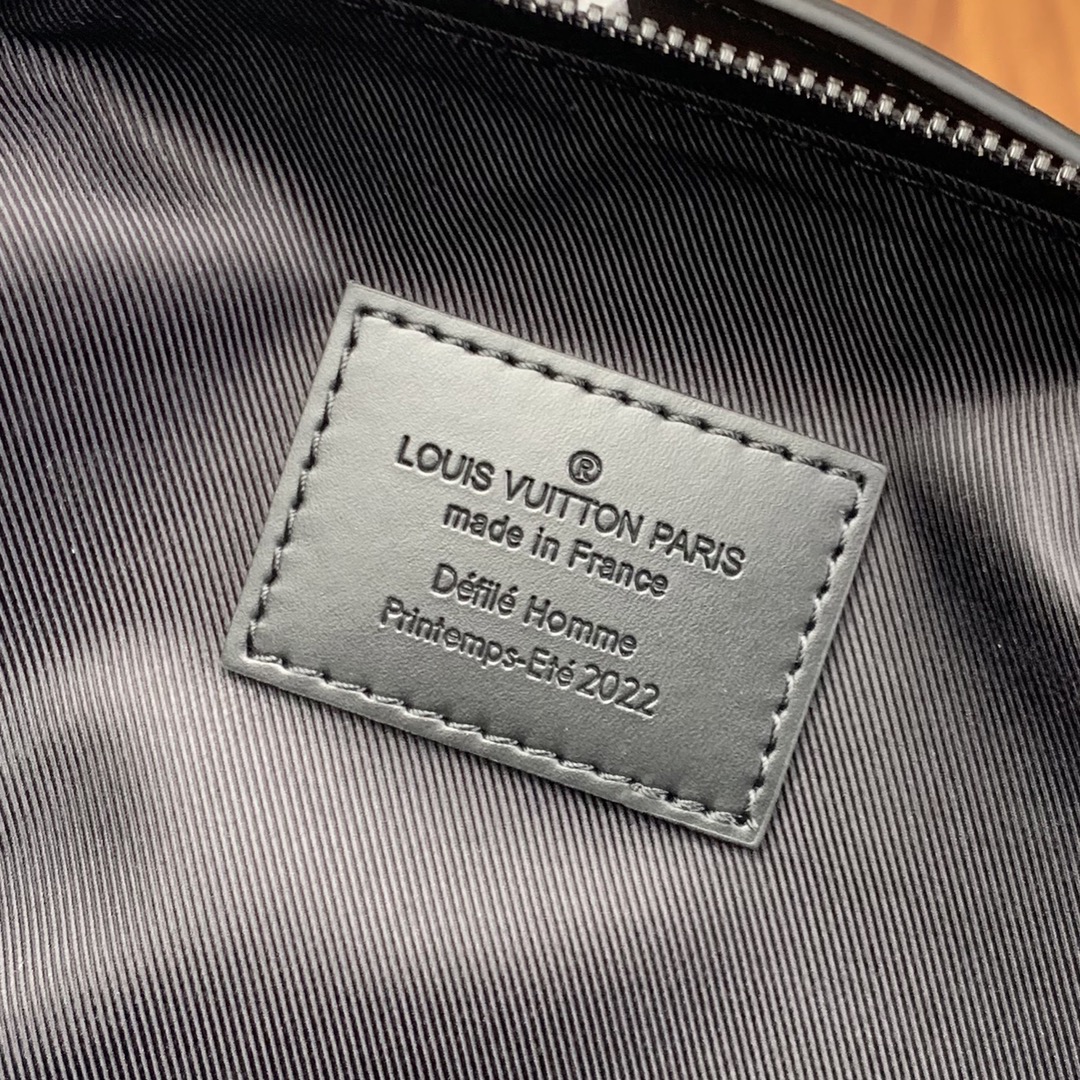 ®
LOUIS VUITTON PARIS
made in France
Défilé Homme
Printemps-Eté 2022